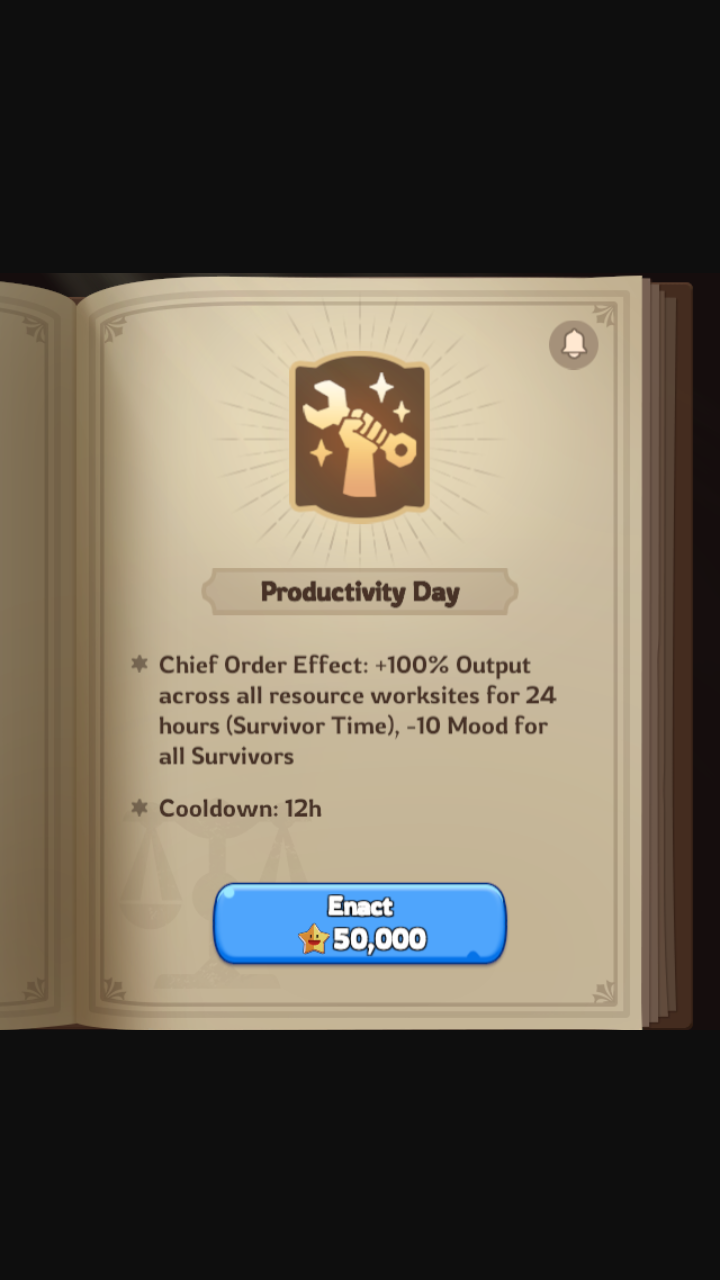 Productivity Day
Chief Order Effect: +100% Output
across all resource worksites for 24
hours (Survivor Time), -10 Mood for
all Survivors
Cooldown: 12h
Enact
50,000